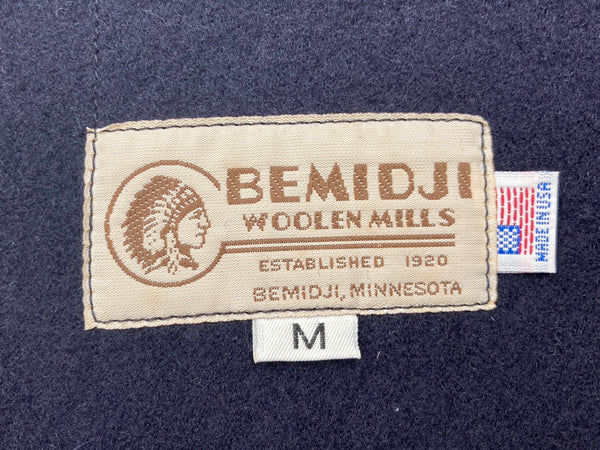 BEMIDJI
WOOLEN MILLS
ESTABLISHED 1920
BEMIDJI, MINNESOTA
M
MADE IN USA